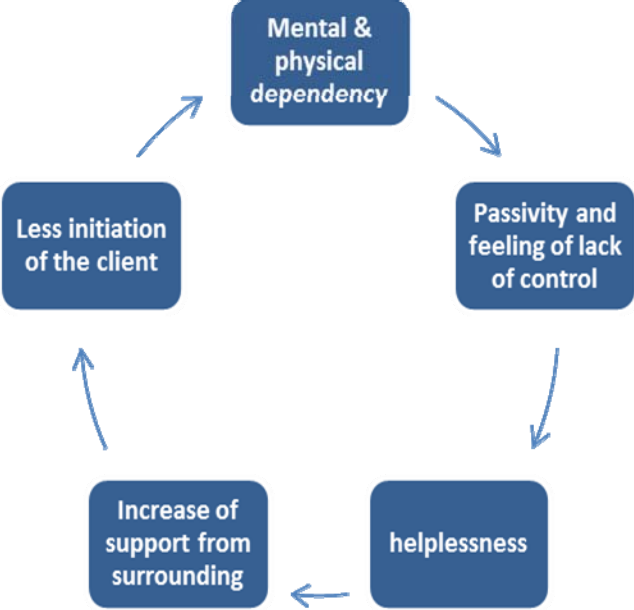 Mental &
physical
dependency
Passivity and
feeling of lack
of control
helplessness
Increase of
support from
surrounding
Less initiation
of the client